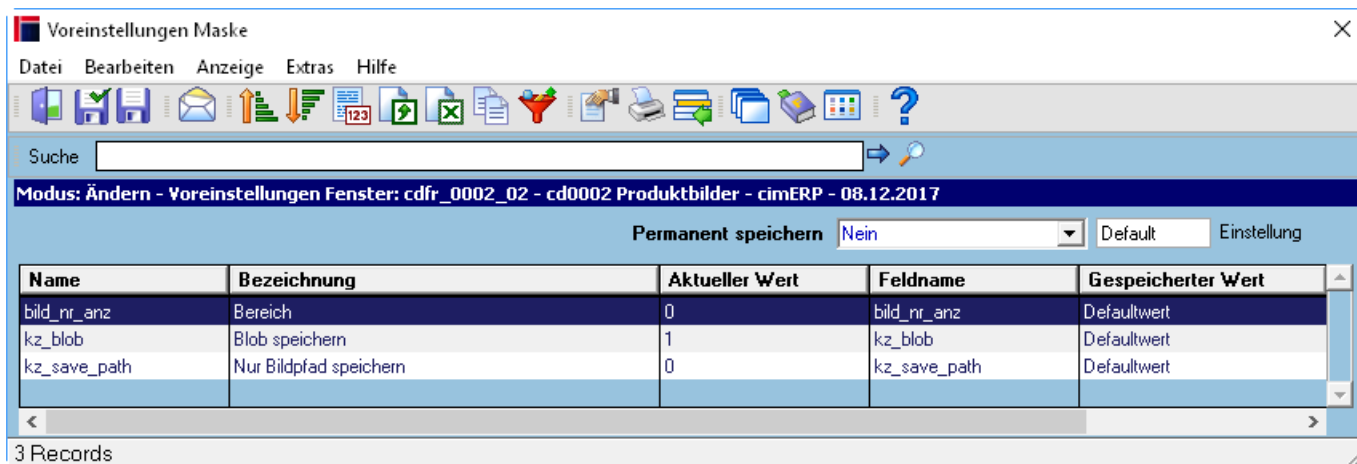 Voreinstellungen Maske
Datei Bearbeiten Anzeige Extras Hilfe
123
Suche
Modus: Ändern - Voreinstellungen Fenster: cdfr_0002_02 - cd0002 Produktbilder - cimERP - 08.12.2017
Permanent speichern Nein Default Einstellung
Name Bezeichnung Aktueller Wert Feldname Gespeicherter Wert
bild_nr_anz Bereich 0 bild_nr_anz Defaultwert
kz_blob Blob speichern 1 kz_blob Defaultwert
kz_save_path Nur Bildpfad speichern 0 kz_save_path Defaultwert
3 Records